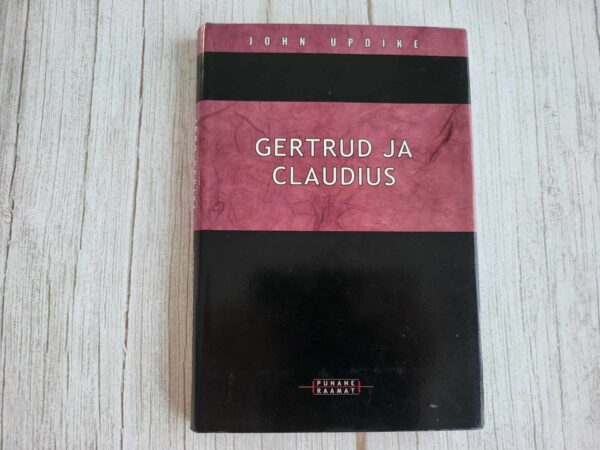 JOHN UPDIKE
GERTRUD JA
CLAUDIUS
PUNANE
RAAMAT